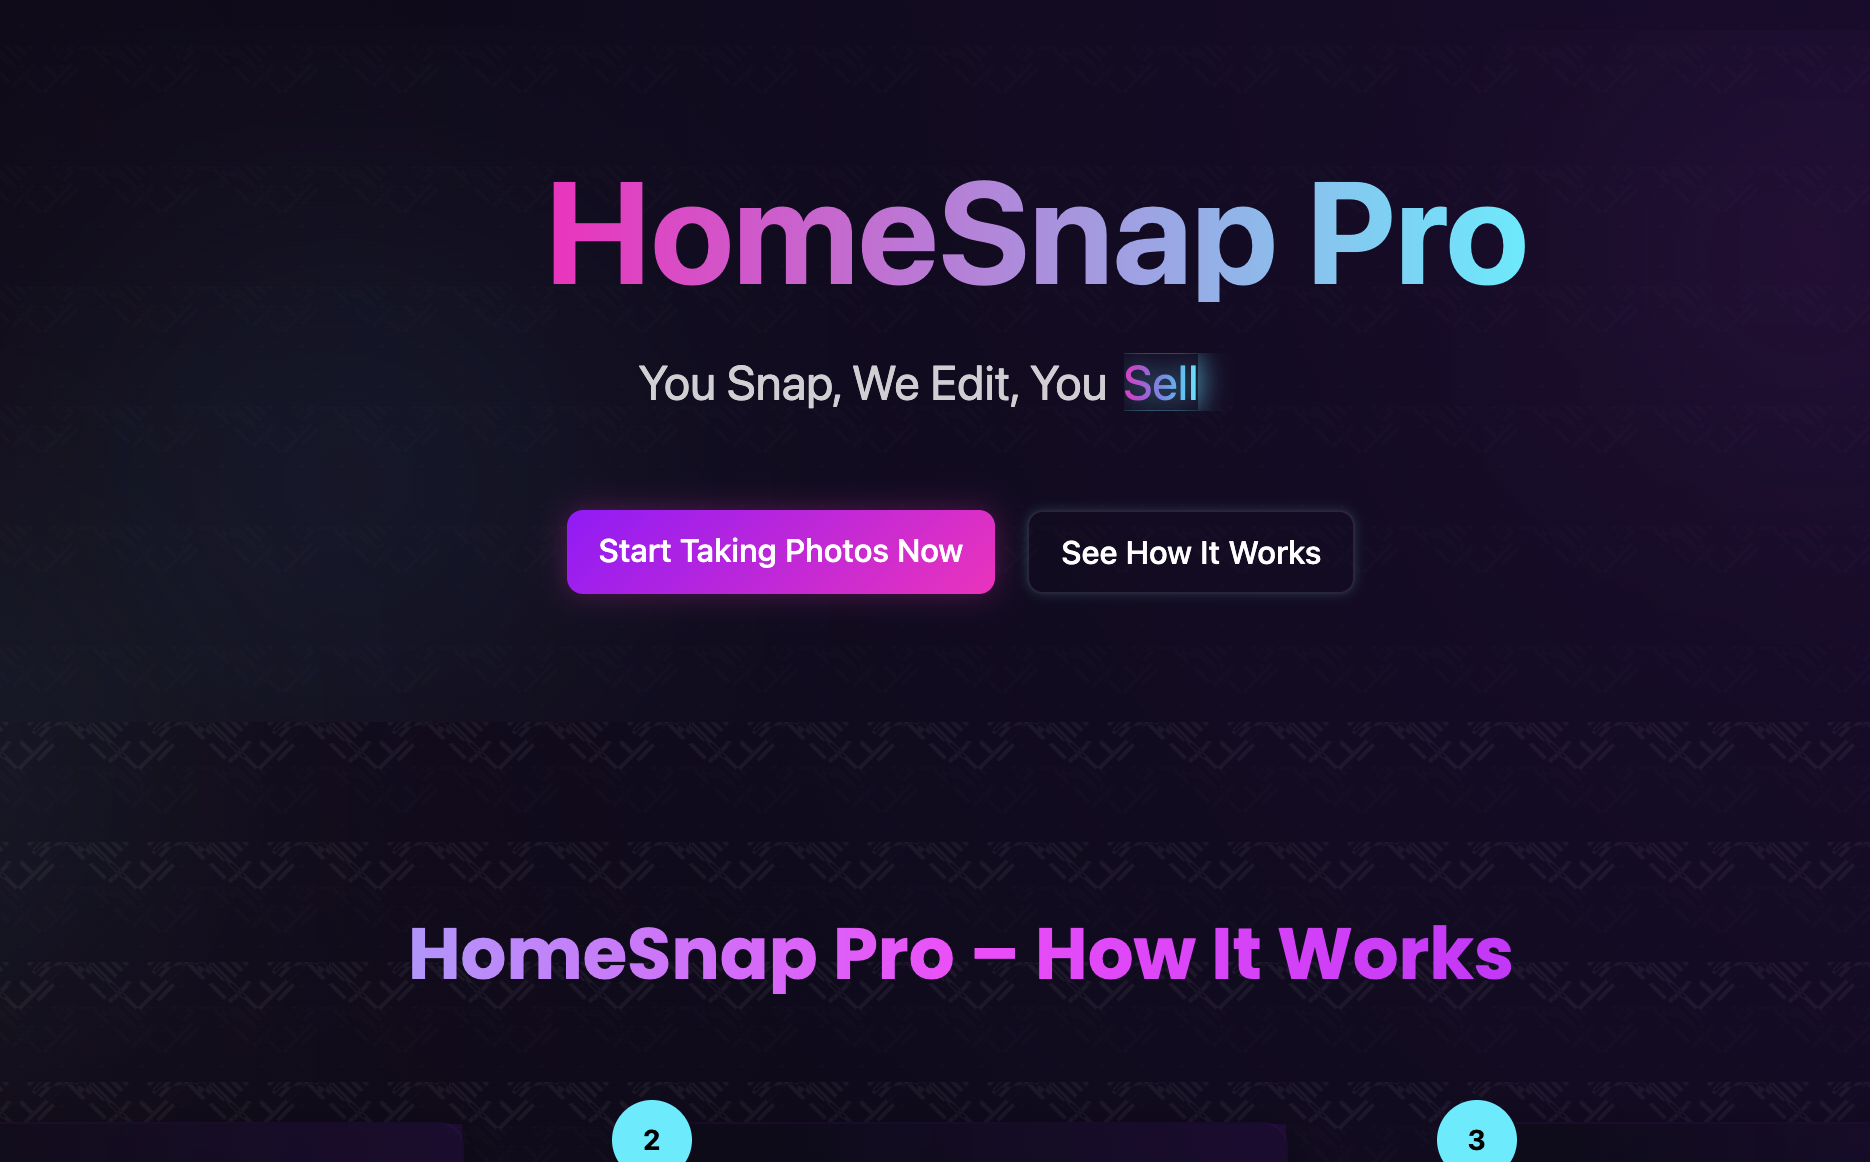 HomeSnap Pro
You Snap, We Edit, You Sell
Start Taking Photos Now
See How It Works
HomeSnap Pro – How It Works
2
3